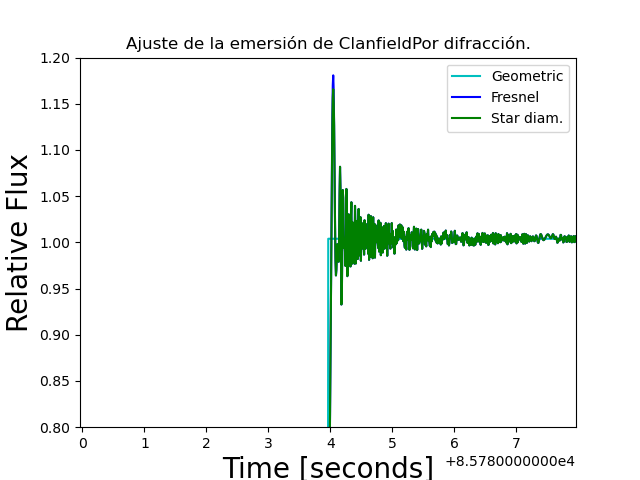 Ajuste de la emersión de ClanfieldPor difracción.
Geometric
Fresnel
Star diam.
Relative Flux
1.20
1.15
1.10
1.05
1.00
0.95
0.90
0.85
0.80
0 1 2 3 4 5 6 7
Time [seconds]
+8.5780000000e4